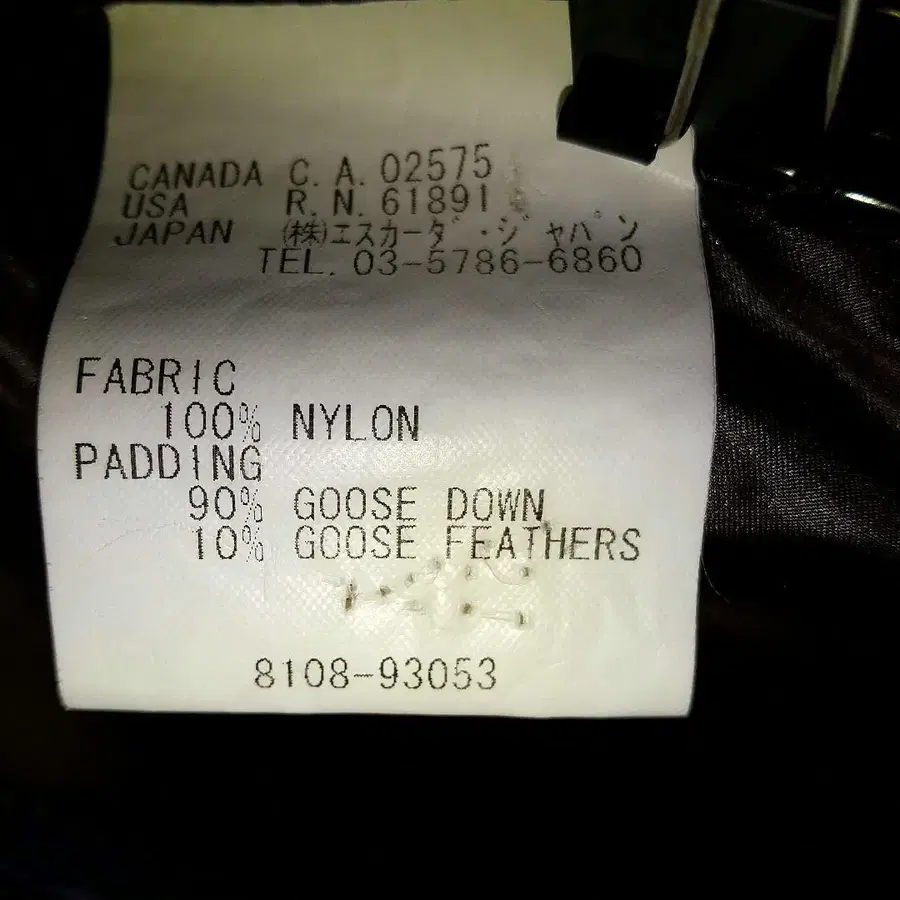 CANADA C. A. 02575
USA R. N. 61891
JAPAN ㈱エスカーダ・ジャパン
TEL. 03-5786-6860
FABRIC
100% NYLON
PADDING
90% GOOSE DOWN
10% GOOSE FEATHERS
8108-93053